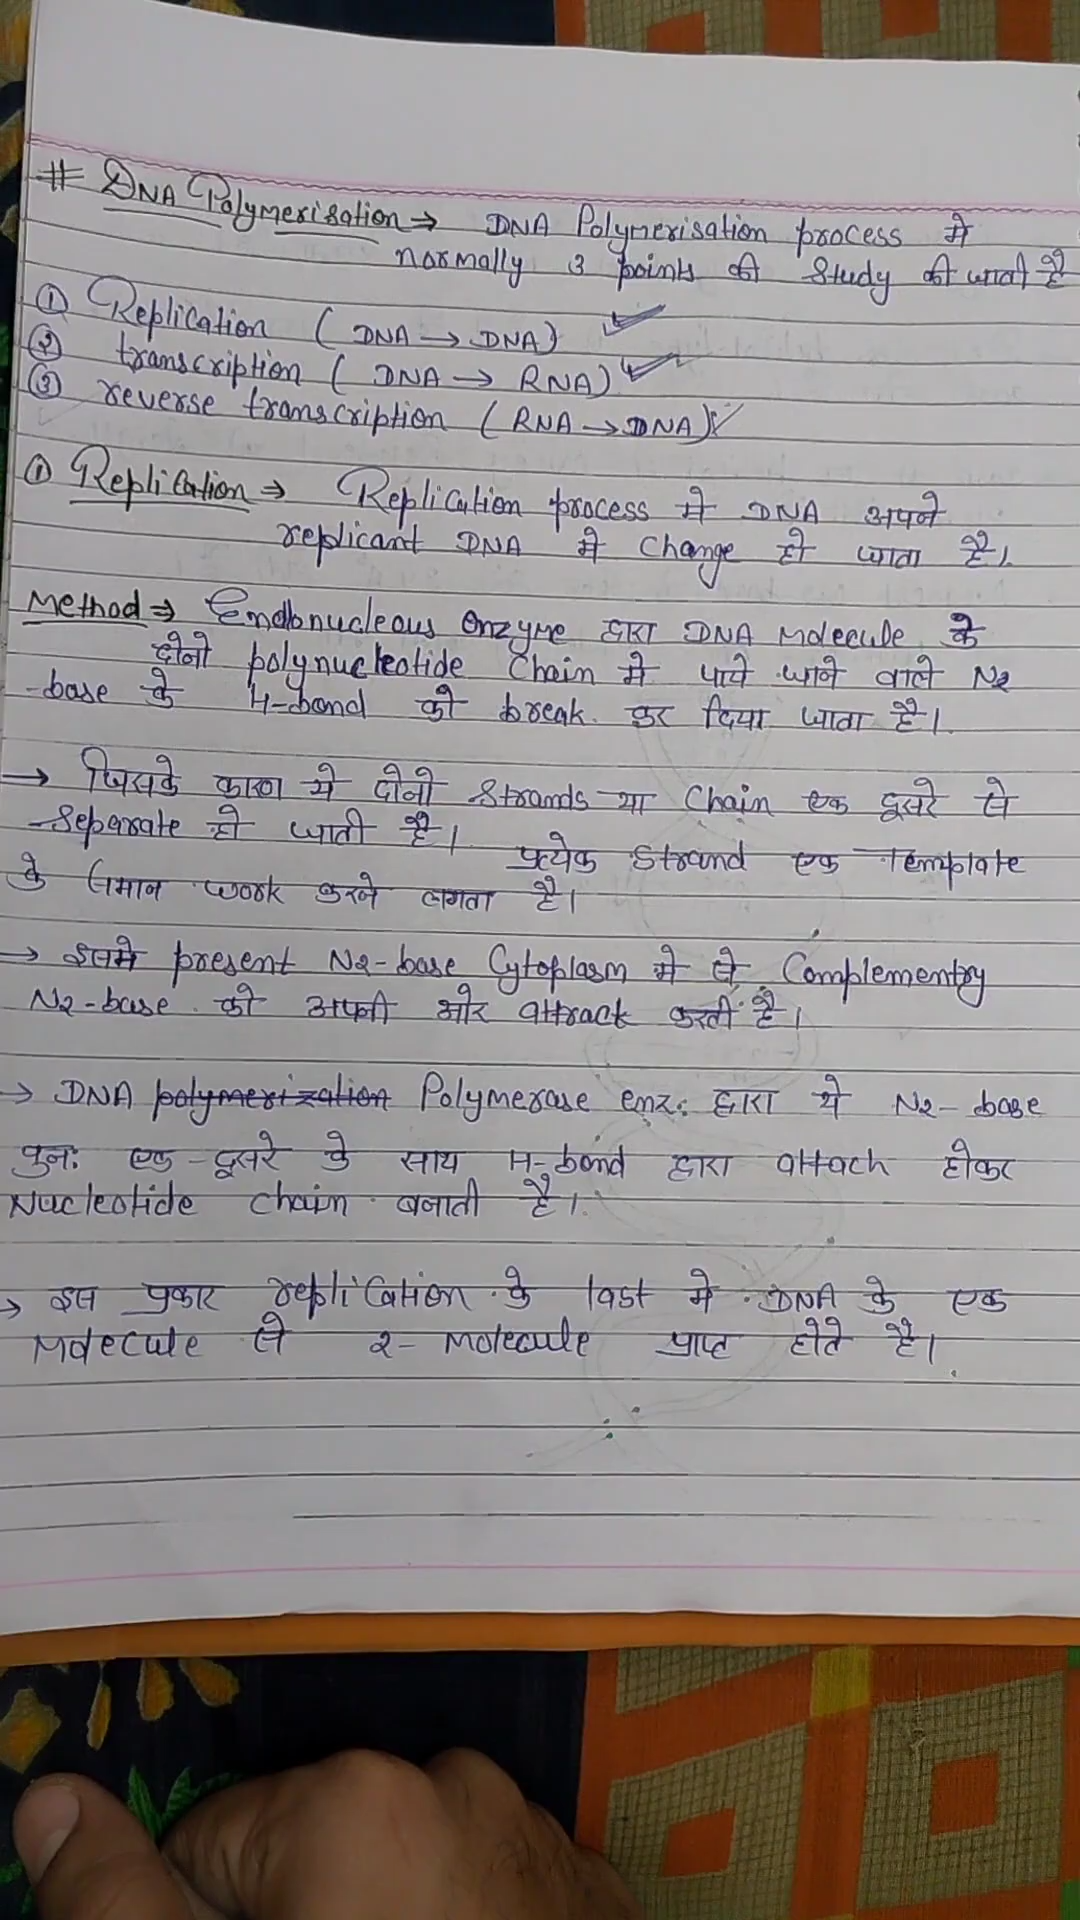 # DNA Polymerisation ⇒ DNA Polymerisation process मे
normally 3 points की study की जाती है
① Replication (DNA → DNA)
② transcription (DNA → RNA)
③ reverse transcription (RNA → DNA)
① Replication ⇒ Replication process मे DNA अपने
replicant DNA मे change हो जाता है।
Method ⇒ Endonucleous enzyme द्वारा DNA Molecule के
दोनो polynucleotide Chain मे पाये जाने वाले N2
-base के H-bond को break कर दिया जाता है।
→ जिसके कारण ये दोनो Strands या Chain एक दूसरे से
separate हो जाती है। प्रत्येक Strand एक Template
के समान work करने लगता है।
→ इसमे present N2-base Cytoplasm मे से Complementry
N2-base को अपनी ओर attrack करती है।
→ DNA polymerization Polymerase enz. द्वारा ये N2-base
पुनः एक-दूसरे के साथ H-bond द्वारा attach होकर
Nucleotide chain बनाती है।
→ इस प्रकार replication के last मे DNA के एक
Molecule से 2-molecule प्राप्त होते है।